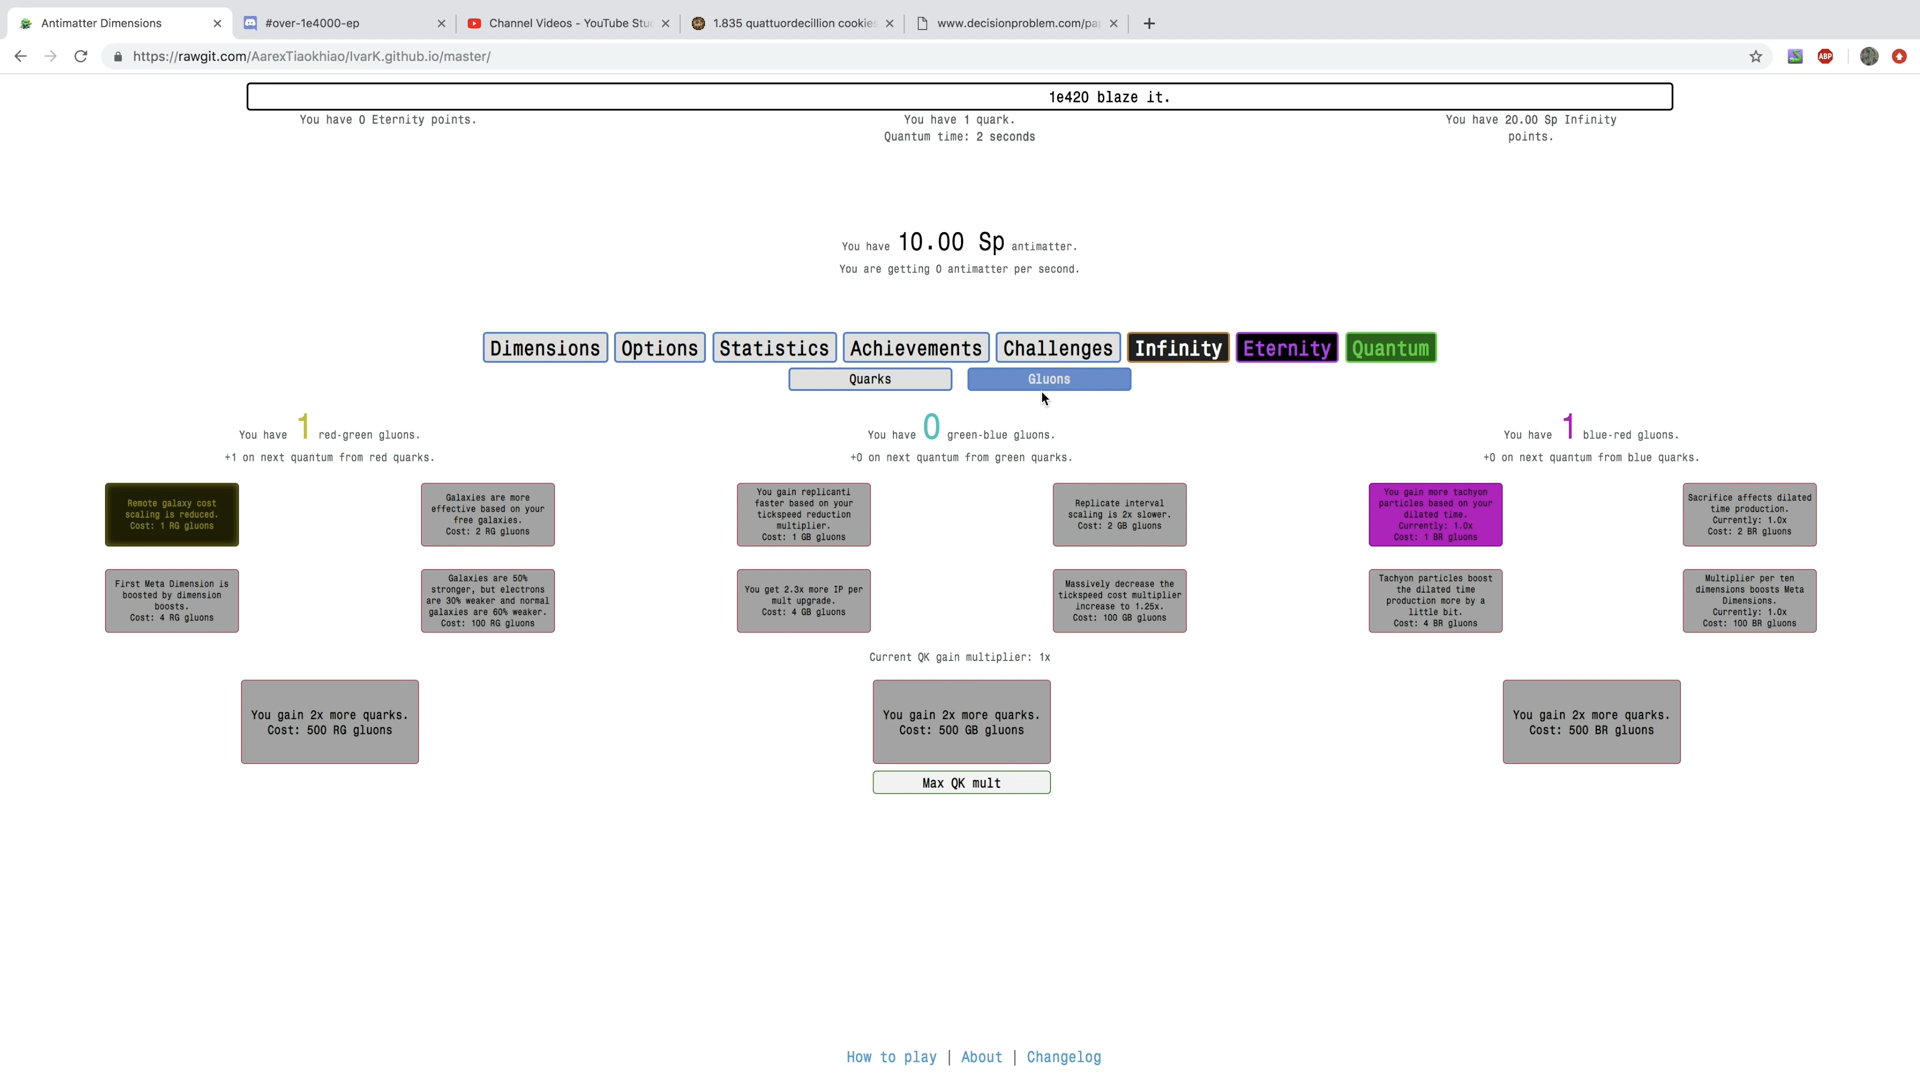 Antimatter Dimensions
#over-1e4000-ep
Channel Videos - YouTube Stu
1.835 quattuordecillion cookies
www.decisionproblem.com/pa
https://rawgit.com/AarexTiaokhiao/IvarK.github.io/master/
ABP
1e420 blaze it.
You have 0 Eternity points.
You have 1 quark.
Quantum time: 2 seconds
You have 20.00 Sp Infinity
points.
You have 10.00 Sp antimatter.
You are getting 0 antimatter per second.
Dimensions
Options
Statistics
Achievements
Challenges
Infinity
Eternity
Quantum
Quarks
Gluons
You have 1 red-green gluons.
+1 on next quantum from red quarks.
You have 0 green-blue gluons.
+0 on next quantum from green quarks.
You have 1 blue-red gluons.
+0 on next quantum from blue quarks.
Remote galaxy cost
scaling is reduced.
Cost: 1 RG gluons
Galaxies are more
effective based on your
free galaxies.
Cost: 2 RG gluons
You gain replicanti
faster based on your
tickspeed reduction
multiplier.
Cost: 1 GB gluons
Replicate interval
scaling is 2x slower.
Cost: 2 GB gluons
You gain more tachyon
particles based on your
dilated time.
Currently: 1.0x
Cost: 1 BR gluons
Sacrifice affects dilated
time production.
Currently: 1.0x
Cost: 2 BR gluons
First Meta Dimension is
boosted by dimension
boosts.
Cost: 4 RG gluons
Galaxies are 50%
stronger, but electrons
are 30% weaker and normal
galaxies are 60% weaker.
Cost: 100 RG gluons
You get 2.3x more IP per
mult upgrade.
Cost: 4 GB gluons
Massively decrease the
tickspeed cost multiplier
increase to 1.25x.
Cost: 100 GB gluons
Tachyon particles boost
the dilated time
production more by a
little bit.
Cost: 4 BR gluons
Multiplier per ten
dimensions boosts Meta
Dimensions.
Currently: 1.0x
Cost: 100 BR gluons
Current QK gain multiplier: 1x
You gain 2x more quarks.
Cost: 500 RG gluons
You gain 2x more quarks.
Cost: 500 GB gluons
You gain 2x more quarks.
Cost: 500 BR gluons
Max QK mult
How to play | About | Changelog